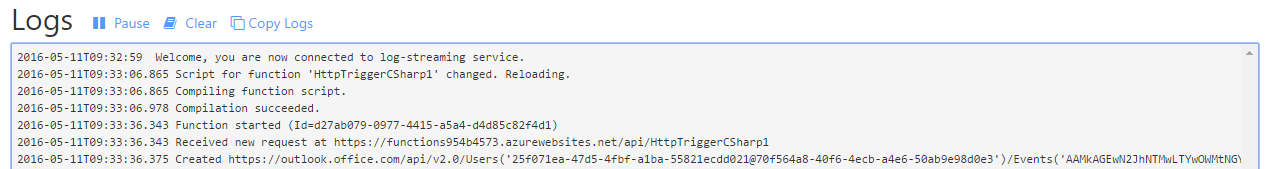 Logs Pause Clear Copy Logs
2016-05-11T09:32:59 Welcome, you are now connected to log-streaming service.
2016-05-11T09:33:06.865 Script for function 'HttpTriggerCSharp1' changed. Reloading.
2016-05-11T09:33:06.865 Compiling function script.
2016-05-11T09:33:06.978 Compilation succeeded.
2016-05-11T09:33:36.343 Function started (Id=d27ab079-0977-4415-a5a4-d4d85c82f4d1)
2016-05-11T09:33:36.343 Received new request at https://functions954b4573.azurewebsites.net/api/HttpTriggerCSharp1
2016-05-11T09:33:36.375 Created https://outlook.office.com/api/v2.0/Users('25f071ea-47d5-4fbf-a1ba-55821ecdd021@70f564a8-40f6-4ecb-a4e6-50ab9e98d0e3')/Events('AAMkAGEwN2JhNTMwLTYwOWMtNGY